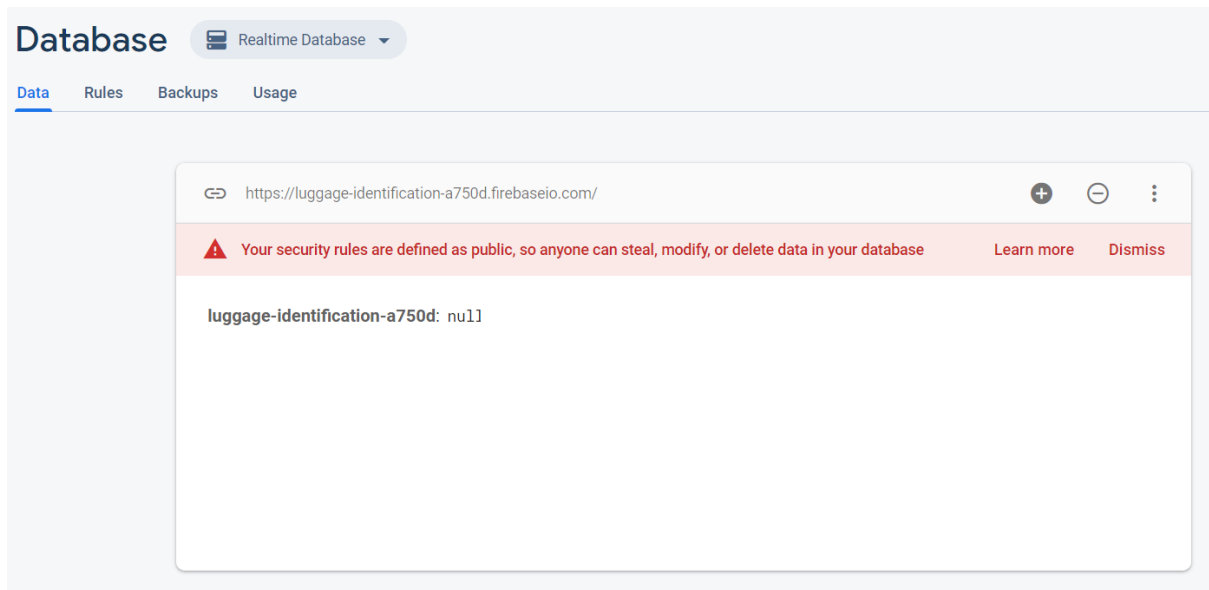 Database Realtime Database
Data Rules Backups Usage
https://luggage-identification-a750d.firebaseio.com/
Your security rules are defined as public, so anyone can steal, modify, or delete data in your database Learn more Dismiss
luggage-identification-a750d: null